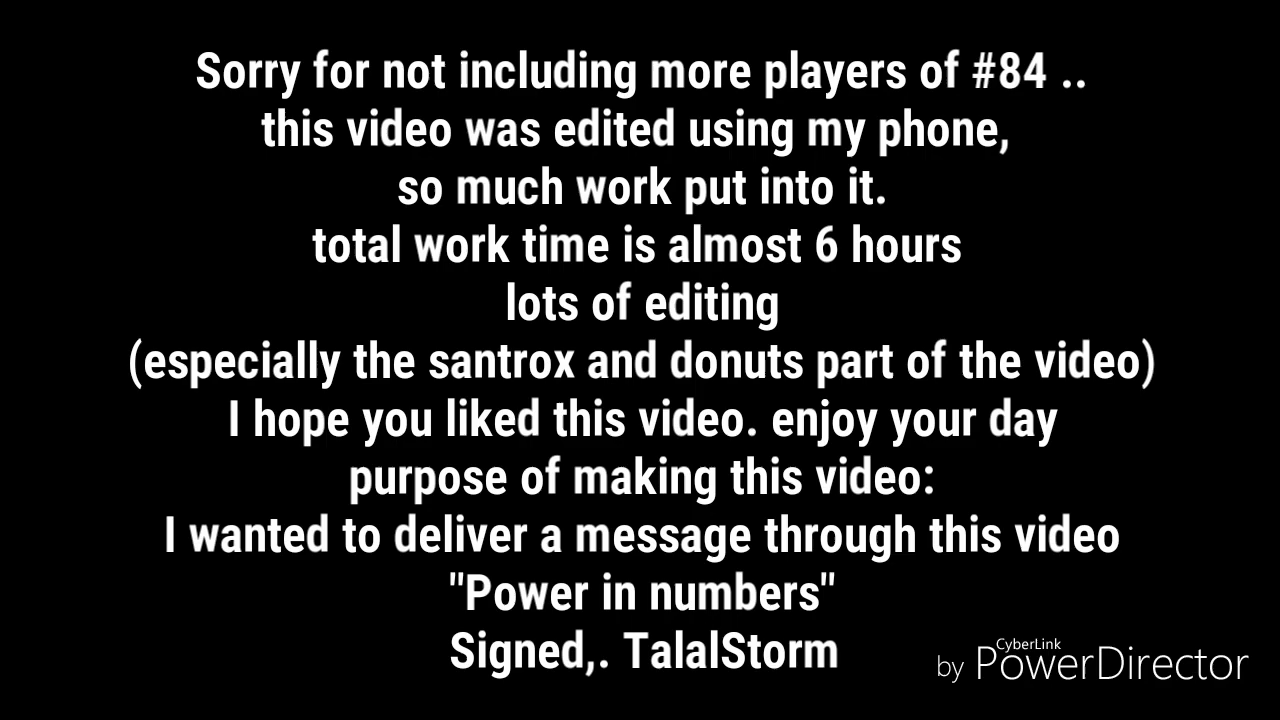 Sorry for not including more players of #84 ..
this video was edited using my phone,
so much work put into it.
total work time is almost 6 hours
lots of editing
(especially the santrox and donuts part of the video)
I hope you liked this video. enjoy your day
purpose of making this video:
I wanted to deliver a message through this video
"Power in numbers"
Signed,. TalalStorm
CyberLink
by PowerDirector